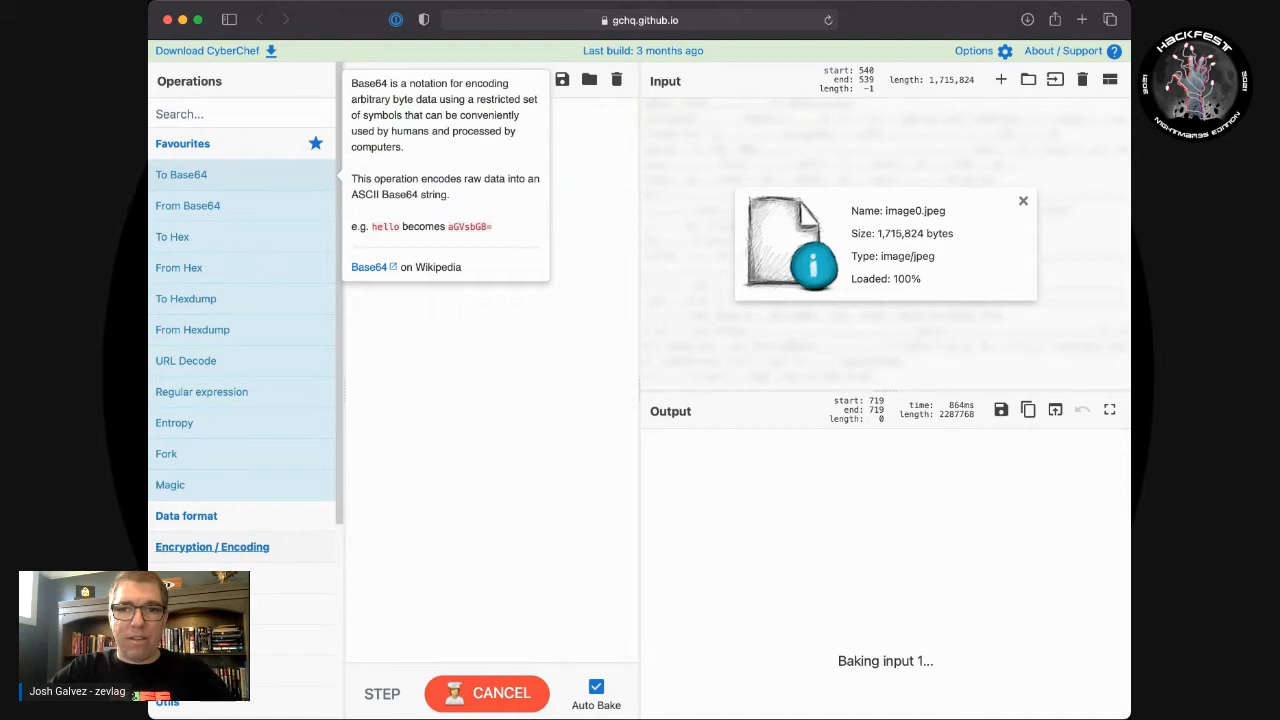 gchq.github.io
Download CyberChef
Last build: 3 months ago
Options
About / Support
Operations
Search...
Favourites
To Base64
From Base64
To Hex
From Hex
To Hexdump
From Hexdump
URL Decode
Regular expression
Entropy
Fork
Magic
Data format
Encryption / Encoding
Utils
Base64 is a notation for encoding
arbitrary byte data using a restricted set
of symbols that can be conveniently
used by humans and processed by
computers.
This operation encodes raw data into an
ASCII Base64 string.
e.g. hello becomes aGVsbG8=
Base64 on Wikipedia
STEP
CANCEL
Auto Bake
Input
start: 540
end: 539
length: -1
length: 1,715,824
Name: image0.jpeg
Size: 1,715,824 bytes
Type: image/jpeg
Loaded: 100%
Output
start: 719
end: 719
length: 0
time: 864ms
length: 2287768
Baking input 1...
Josh Galvez - zevlag
HACKFEST